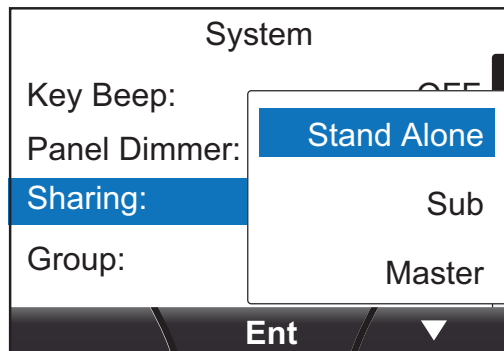 System
Key Beep:
Panel Dimmer:
Stand Alone
Sharing:
Sub
Group:
Master
Ent